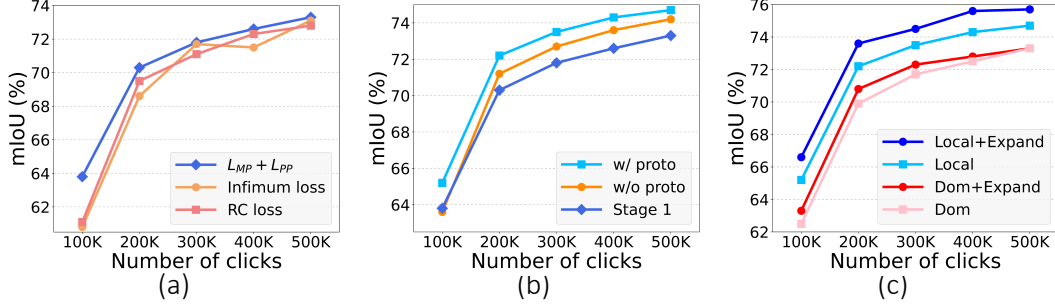 74
72
70
68
66
64
62
mIoU (%)
L_MP + L_PP
Infimum loss
RC loss
100K 200K 300K 400K 500K
Number of clicks
(a)
74
72
70
68
66
64
mIoU (%)
w/ proto
w/o proto
Stage 1
100K 200K 300K 400K 500K
Number of clicks
(b)
76
74
72
70
68
66
64
62
mIoU (%)
Local+Expand
Local
Dom+Expand
Dom
100K 200K 300K 400K 500K
Number of clicks
(c)